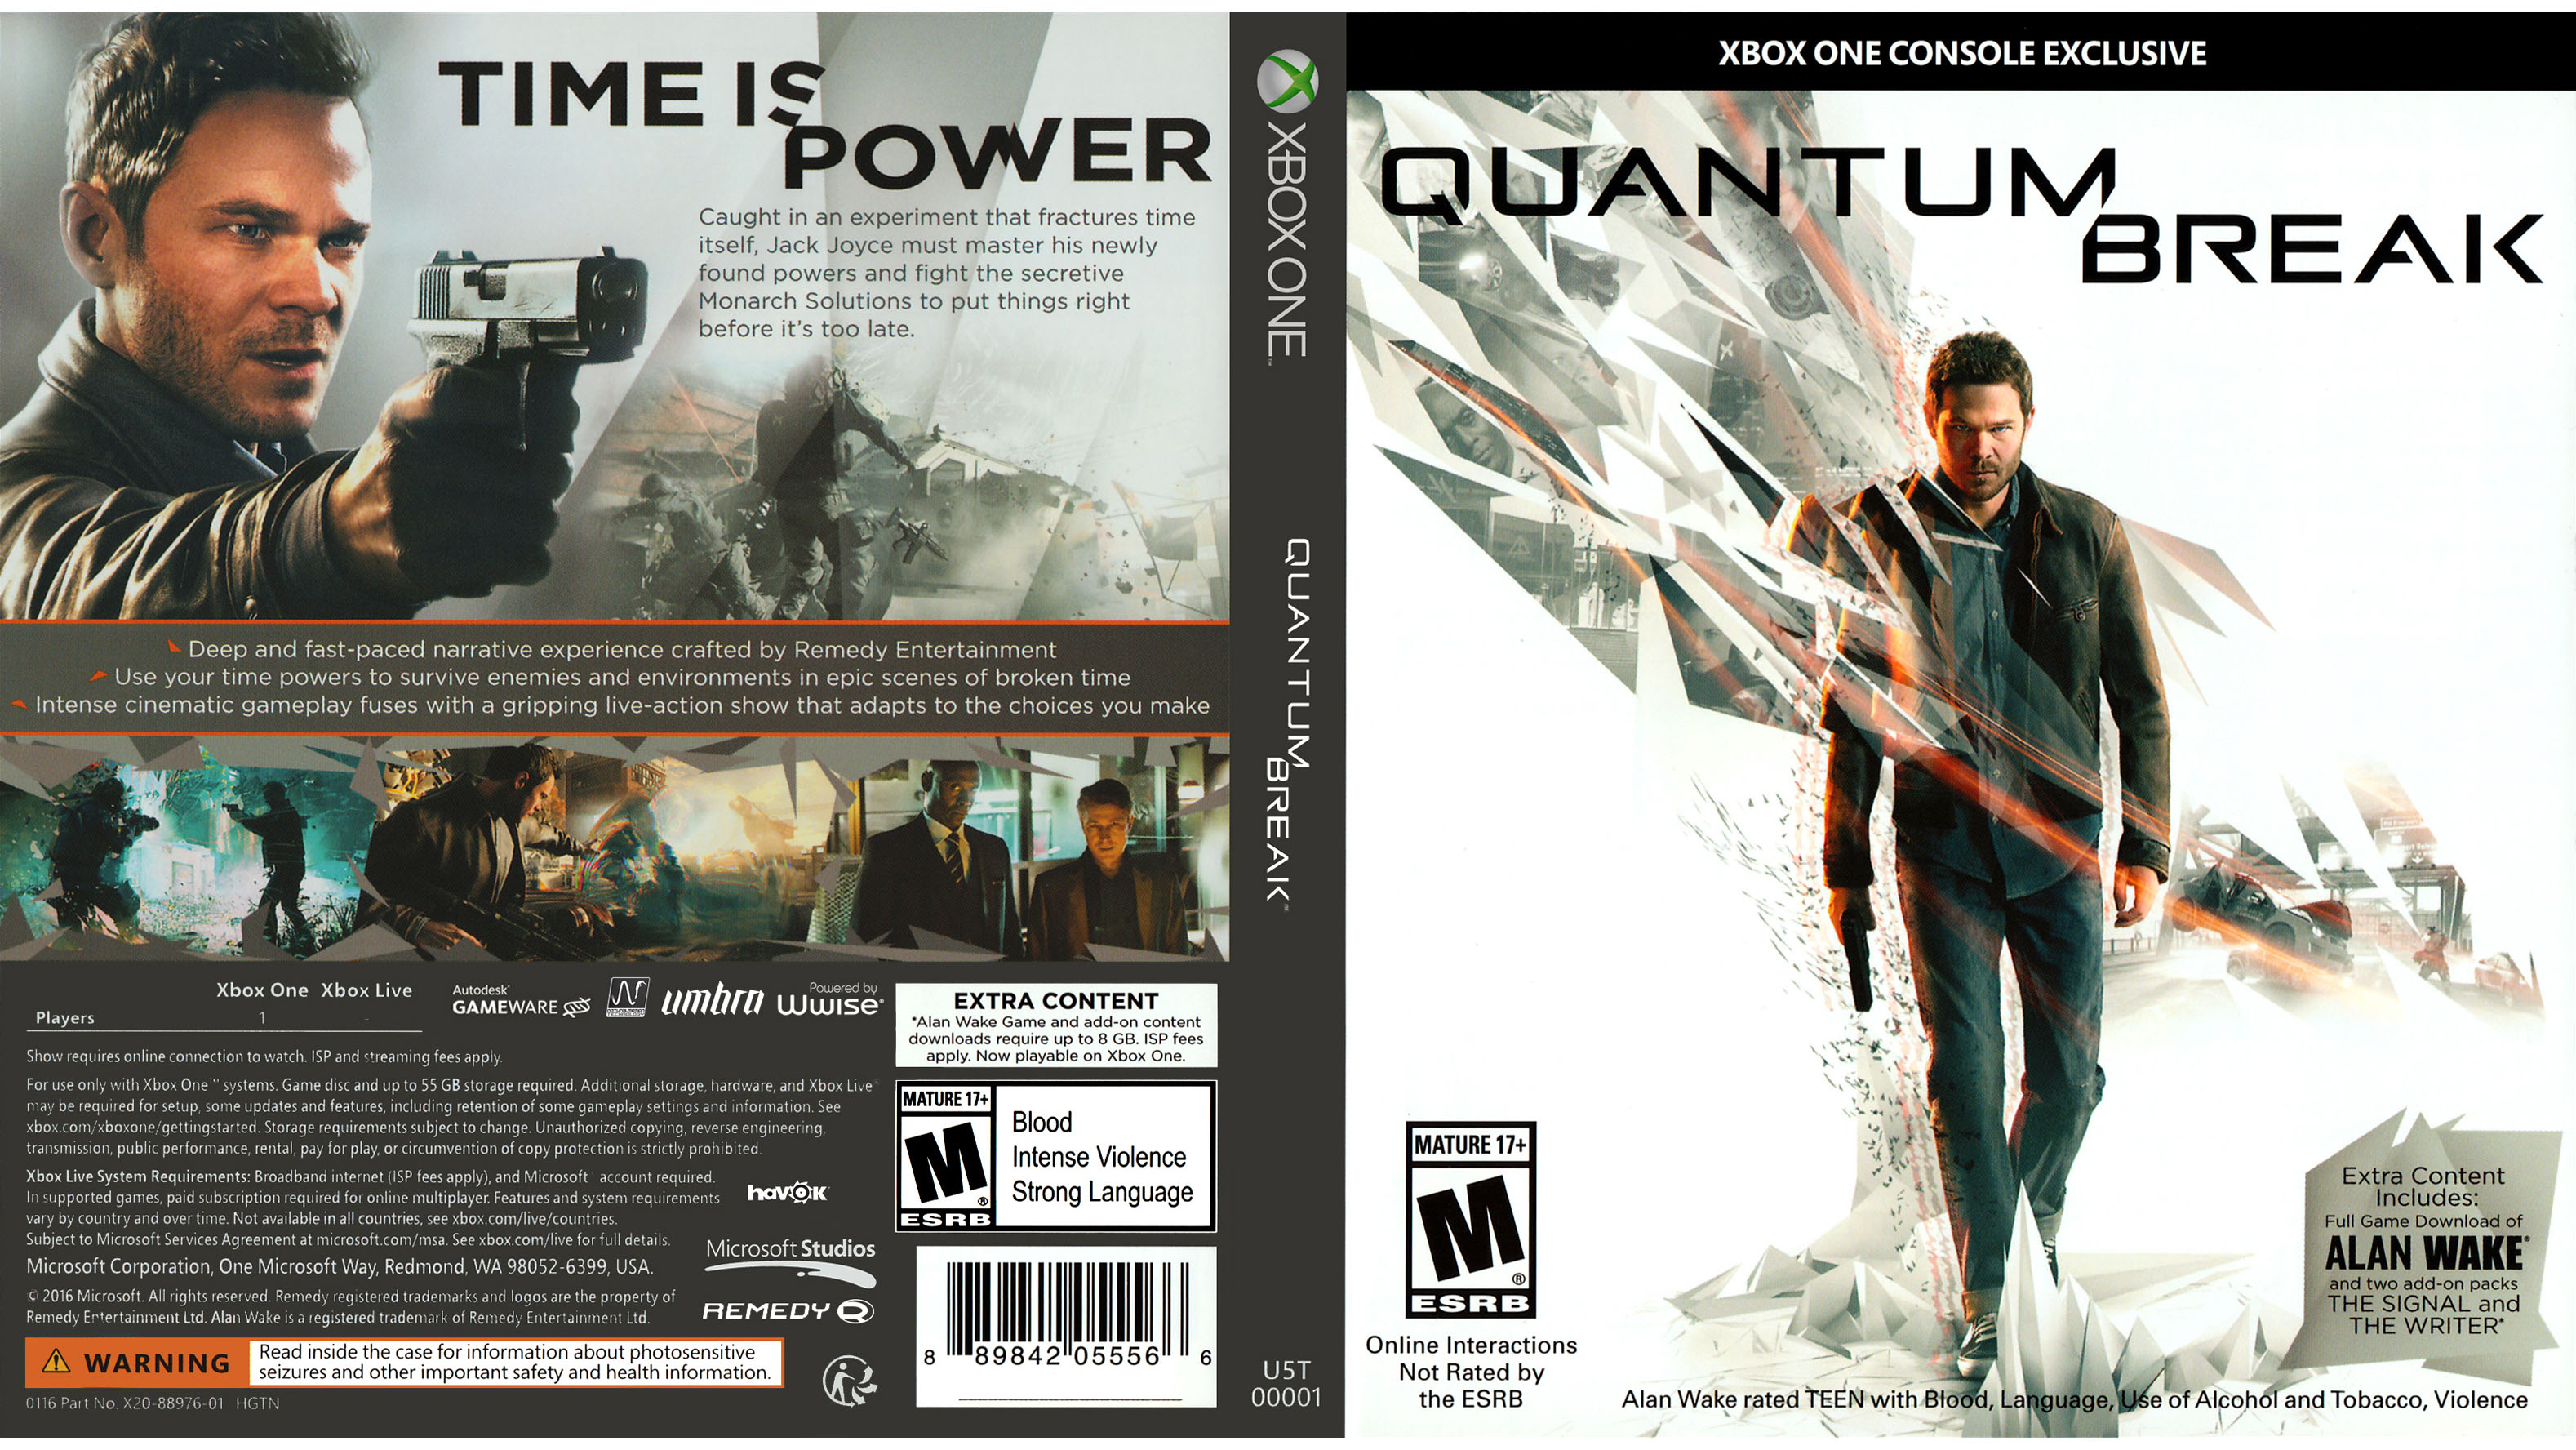 TIME IS
POWER
Caught in an experiment that fractures time
itself, Jack Joyce must master his newly
found powers and fight the secretive
Monarch Solutions to put things right
before it's too late.
Deep and fast-paced narrative experience crafted by Remedy Entertainment
Use your time powers to survive enemies and environments in epic scenes of broken time
Intense cinematic gameplay fuses with a gripping live-action show that adapts to the choices you make
Xbox One Xbox Live
Players 1 -
Autodesk®
GAMEWARE
umbra
Powered by
Wwise®
Show requires online connection to watch. ISP and streaming fees apply.
For use only with Xbox One™ systems. Game disc and up to 55 GB storage required. Additional storage, hardware, and Xbox Live®
may be required for setup, some updates and features, including retention of some gameplay settings and information. See
xbox.com/xboxone/gettingstarted. Storage requirements subject to change. Unauthorized copying, reverse engineering,
transmission, public performance, rental, pay for play, or circumvention of copy protection is strictly prohibited.
Xbox Live System Requirements: Broadband internet (ISP fees apply), and Microsoft account required.
In supported games, paid subscription required for online multiplayer. Features and system requirements
vary by country and over time. Not available in all countries, see xbox.com/live/countries.
Subject to Microsoft Services Agreement at microsoft.com/msa. See xbox.com/live for full details.
havok
Microsoft Corporation, One Microsoft Way, Redmond, WA 98052-6399, USA.
© 2016 Microsoft. All rights reserved. Remedy registered trademarks and logos are the property of
Remedy Entertainment Ltd. Alan Wake is a registered trademark of Remedy Entertainment Ltd.
Microsoft Studios
REMEDY
WARNING
Read inside the case for information about photosensitive
seizures and other important safety and health information.
0116 Part No. X20-88976-01 HGTN
EXTRA CONTENT
*Alan Wake Game and add-on content
downloads require up to 8 GB. ISP fees
apply. Now playable on Xbox One.
MATURE 17+
M®
ESRB
Blood
Intense Violence
Strong Language
8 89842 05556 6
XBOX ONE™
QUANTUM
BREAK™
U5T
00001
XBOX ONE CONSOLE EXCLUSIVE
QUANTUM
BREAK
MATURE 17+
M®
ESRB
Online Interactions
Not Rated by
the ESRB
Extra Content
Includes:
Full Game Download of
ALAN WAKE®
and two add-on packs
THE SIGNAL and
THE WRITER*
Alan Wake rated TEEN with Blood, Language, Use of Alcohol and Tobacco, Violence